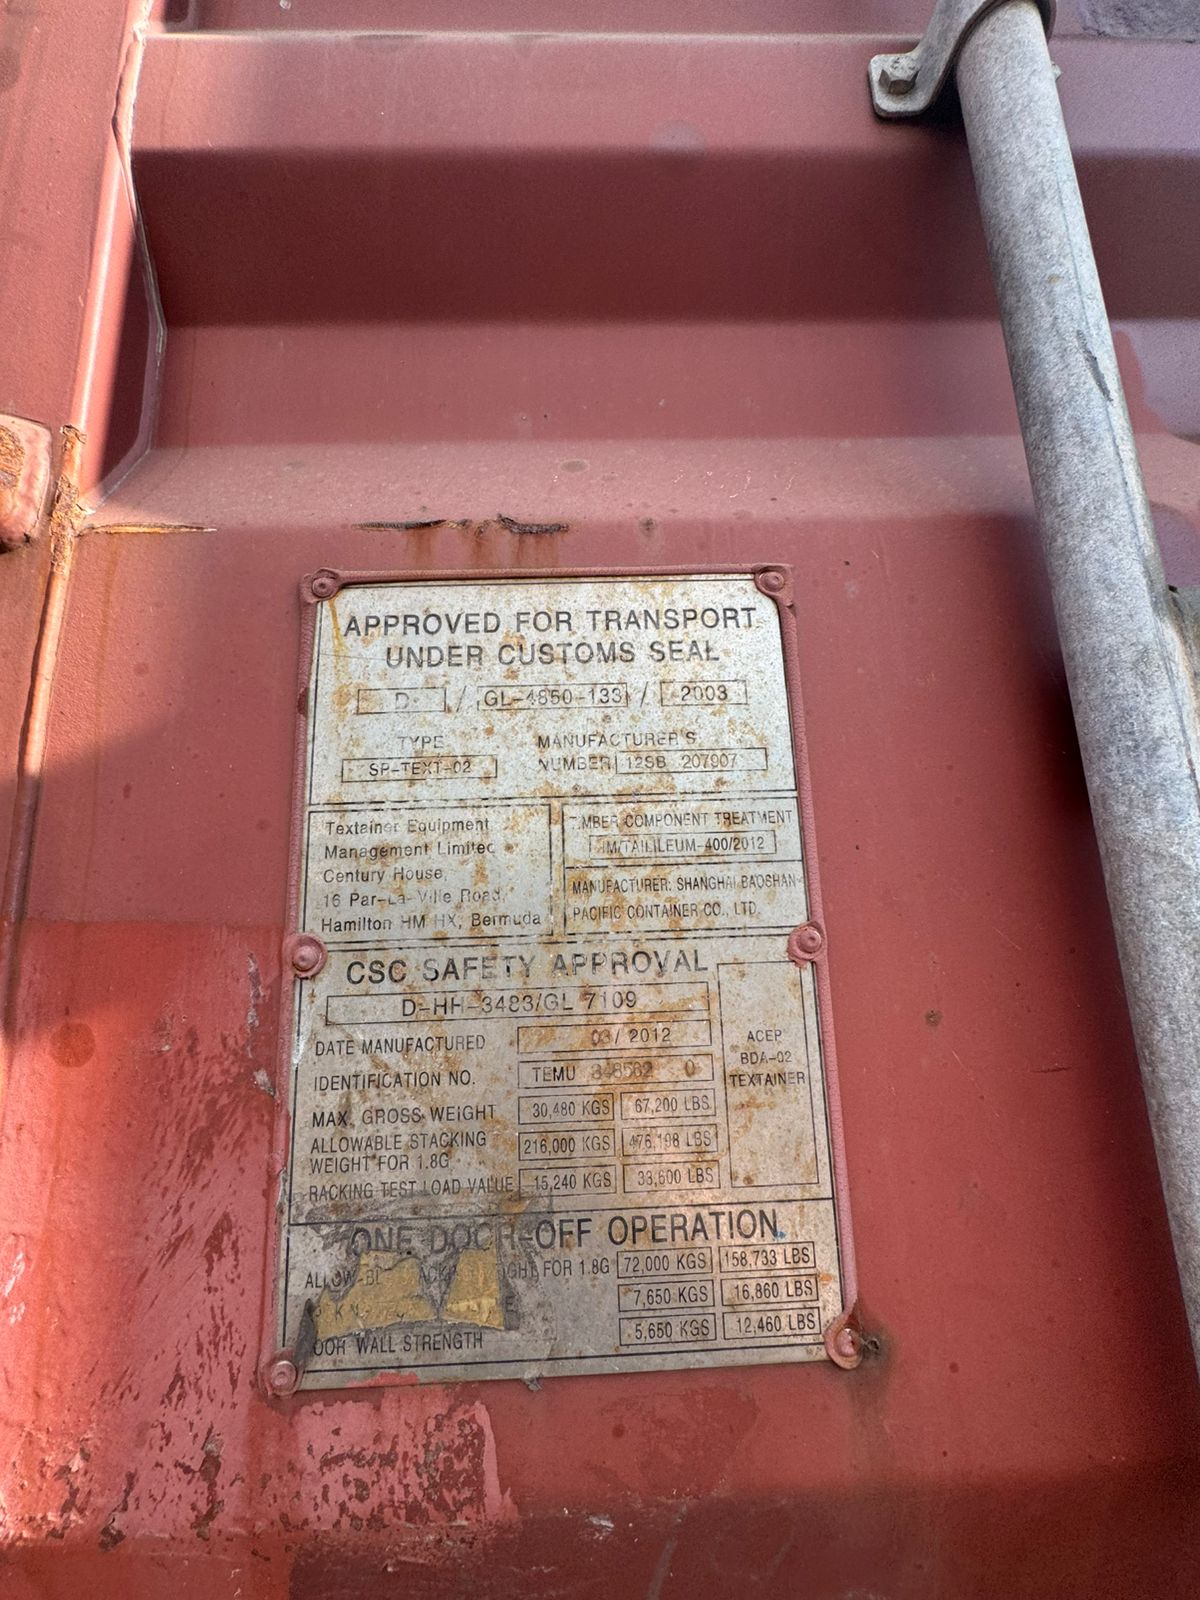 APPROVED FOR TRANSPORT
UNDER CUSTOMS SEAL
D / GL-4850-133 / 2003
TYPE MANUFACTURER'S
SP-TEXT-02 NUMBER 12SB 207907
Textainer Equipment
Management Limited
Century House,
16 Par-La-Ville Road,
Hamilton HM HX, Bermuda
COMPONENT TREATMENT
MANUFACTURER: SHANGHAI BAOSHAN
PACIFIC CONTAINER CO., LTD.
CSC SAFETY APPROVAL
D-HH-3423/GL 7109
DATE MANUFACTURED 03/ 2012
IDENTIFICATION NO. TEMU 0
MAX. GROSS WEIGHT 30,480 KGS 67,200 LBS
ALLOWABLE STACKING
WEIGHT FOR 1.8G 216,000 KGS 476,198 LBS
RACKING TEST LOAD VALUE 15,240 KGS 33,600 LBS
ACEP
BDA-02
TEXTAINER
ONE DOOR-OFF OPERATION
FOR 1.8G 72,000 KGS 158,733 LBS
7,650 KGS 16,860 LBS
WALL STRENGTH 5,650 KGS 12,460 LBS